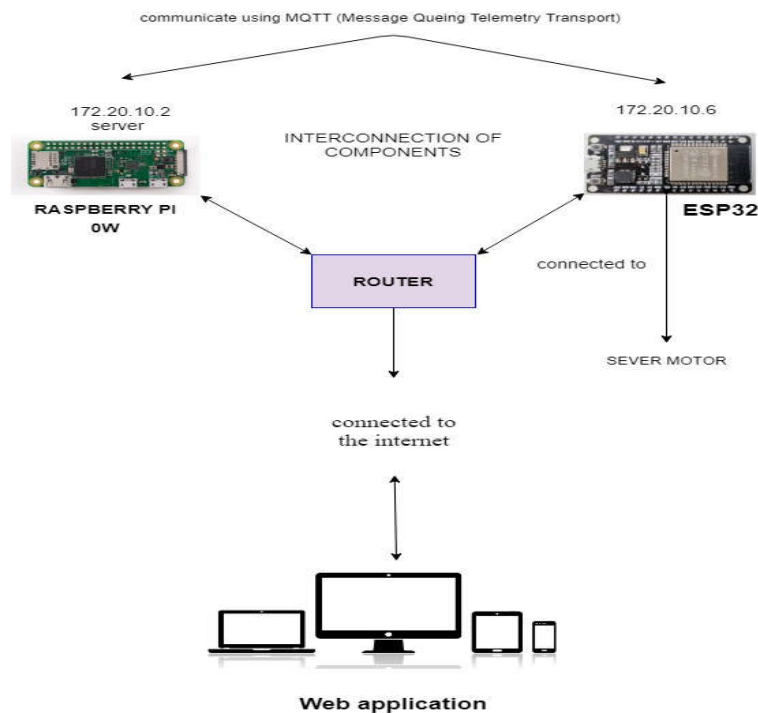 communicate using MQTT (Message Queing Telemetry Transport)
172.20.10.2
server
172.20.10.6
INTERCONNECTION OF
COMPONENTS
RASPBERRY PI
0W
ESP32
ROUTER
connected to
SEVER MOTOR
connected to
the internet
Web application